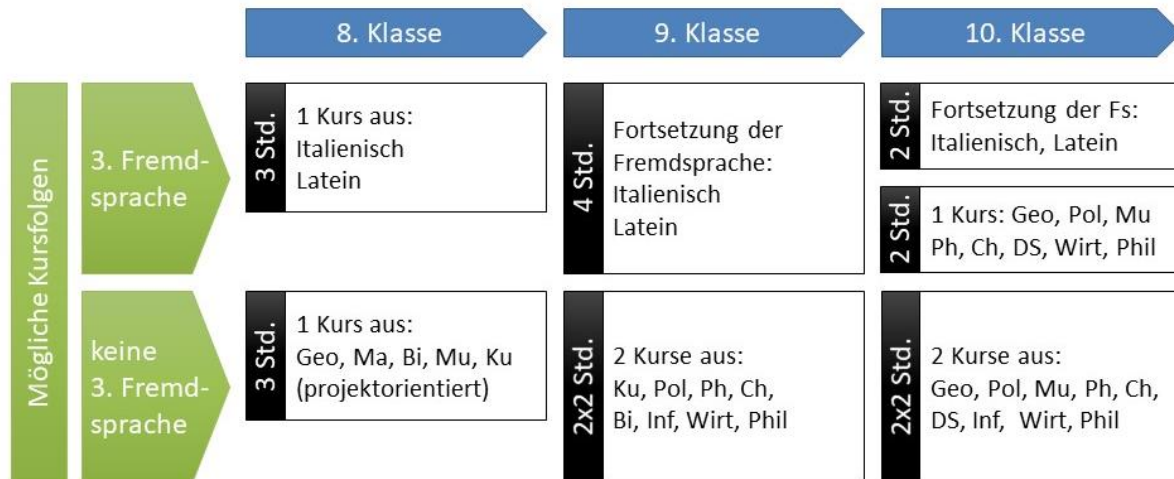 8. Klasse
9. Klasse
10. Klasse
Mögliche Kursfolgen
3. Fremd-
sprache
3 Std.
1 Kurs aus:
Italienisch
Latein
4 Std.
Fortsetzung der
Fremdsprache:
Italienisch
Latein
2 Std.
Fortsetzung der Fs:
Italienisch, Latein
2 Std.
1 Kurs: Geo, Pol, Mu
Ph, Ch, DS, Wirt, Phil
keine
3. Fremd-
sprache
3 Std.
1 Kurs aus:
Geo, Ma, Bi, Mu, Ku
(projektorientiert)
2x2 Std.
2 Kurse aus:
Ku, Pol, Ph, Ch,
Bi, Inf, Wirt, Phil
2x2 Std.
2 Kurse aus:
Geo, Pol, Mu, Ph, Ch,
DS, Inf, Wirt, Phil